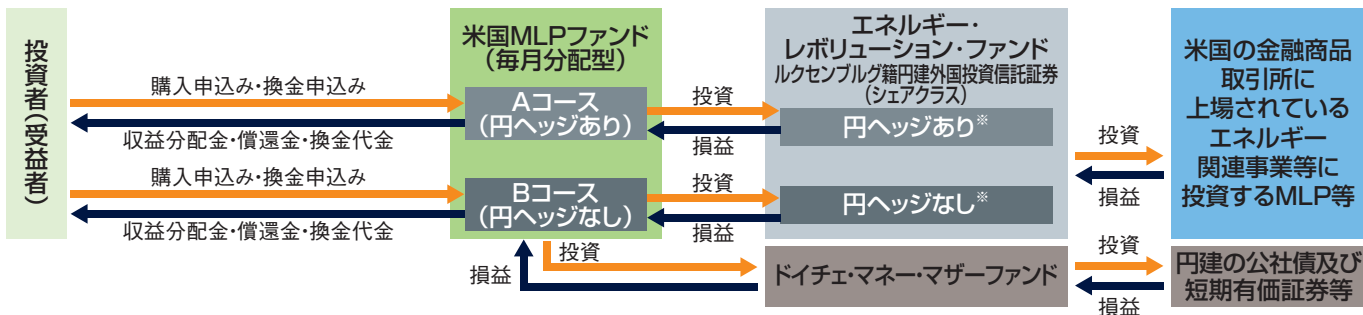 投資者(受益者)
購入申込み・換金申込み
収益分配金・償還金・換金代金
購入申込み・換金申込み
収益分配金・償還金・換金代金
米国MLPファンド
(毎月分配型)
Aコース
(円ヘッジあり)
Bコース
(円ヘッジなし)
投資
損益
投資
損益
投資
損益
エネルギー・
レボリューション・ファンド
ルクセンブルグ籍円建外国投資信託証券
(シェアクラス)
円ヘッジあり※
円ヘッジなし※
ドイチェ・マネー・マザーファンド
投資
損益
投資
損益
米国の金融商品
取引所に
上場されている
エネルギー
関連事業等に
投資するMLP等
円建の公社債及び
短期有価証券等